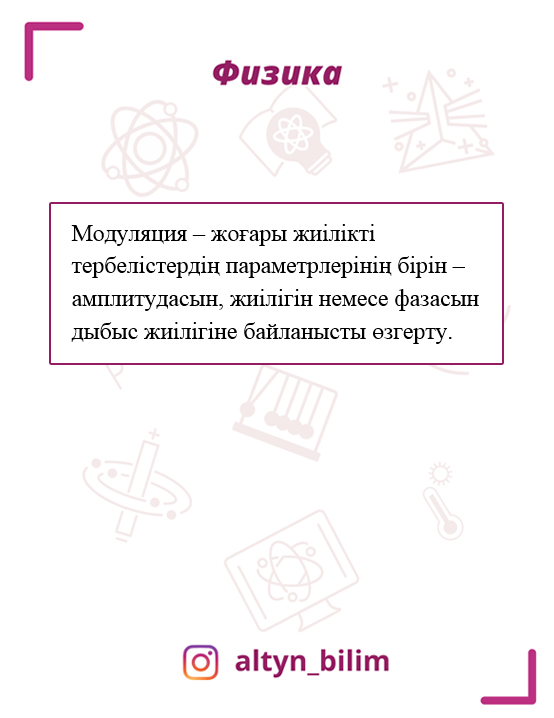 Физика
Модуляция – жоғары жиілікті
тербелістердің параметрлерінің бірін –
амплитудасын, жиілігін немесе фазасын
дыбыс жиілігіне байланысты өзгерту.
altyn_bilim